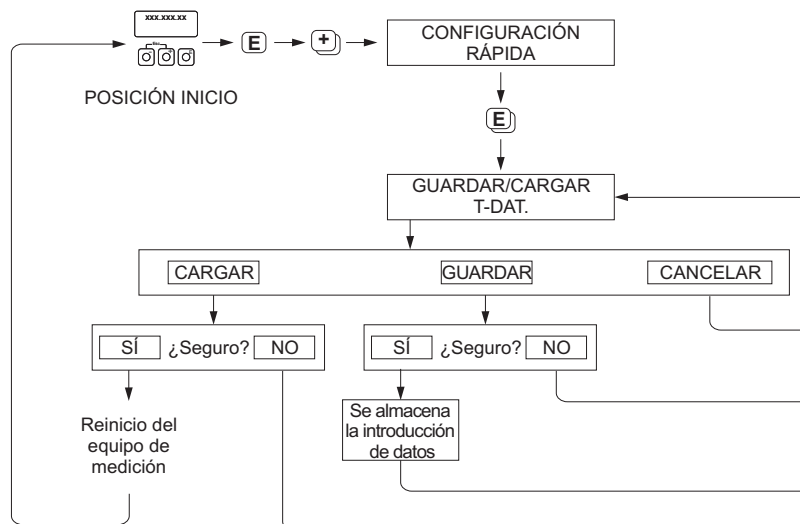 xxx.xxx.xx
Esc
E
+
CONFIGURACIÓN
RÁPIDA
POSICIÓN INICIO
E
GUARDAR/CARGAR
T-DAT.
CARGAR
GUARDAR
CANCELAR
SÍ ¿Seguro? NO
SÍ ¿Seguro? NO
Reinicio del
equipo de
medición
Se almacena
la introducción
de datos